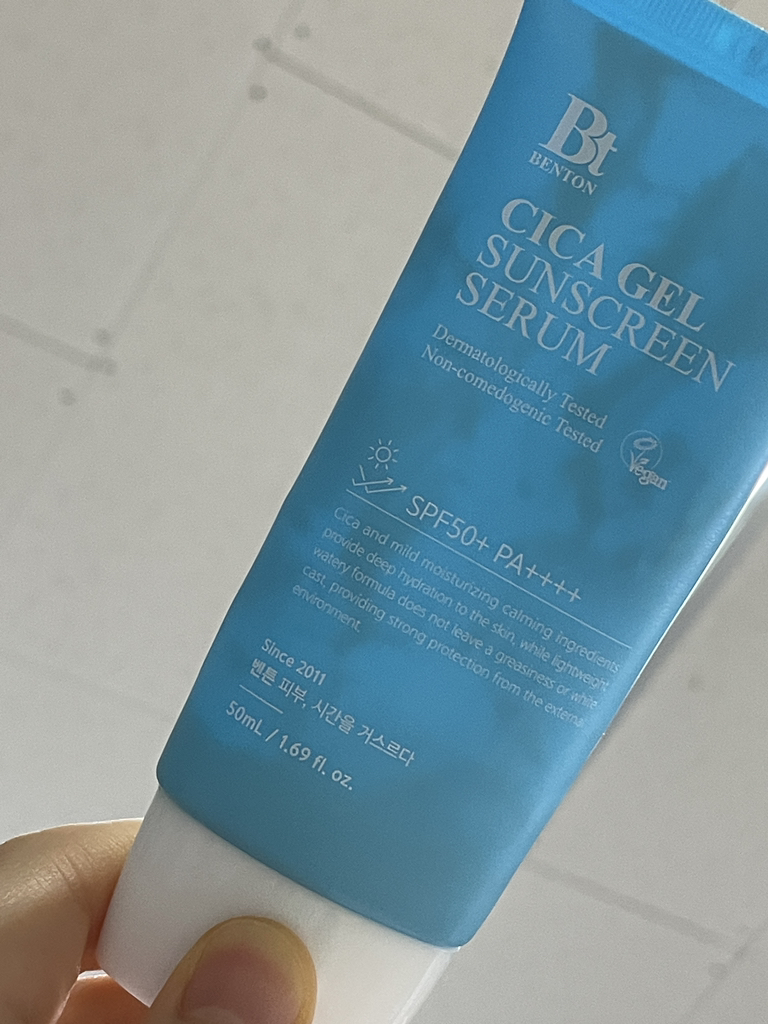 Bt
BENTON
CICA GEL
SUNSCREEN
SERUM
Dermatologically Tested
Non-comedogenic Tested
Vegan
SPF50+ PA++++
Cica and mild moisturizing calming ingredients
provide deep hydration to the skin, while lightweight
watery formula does not leave a greasiness or white
cast, providing strong protection from the external
environment.
Since 2011
벤튼 피부, 시간을 거스르다
50mL / 1.69 fl. oz.